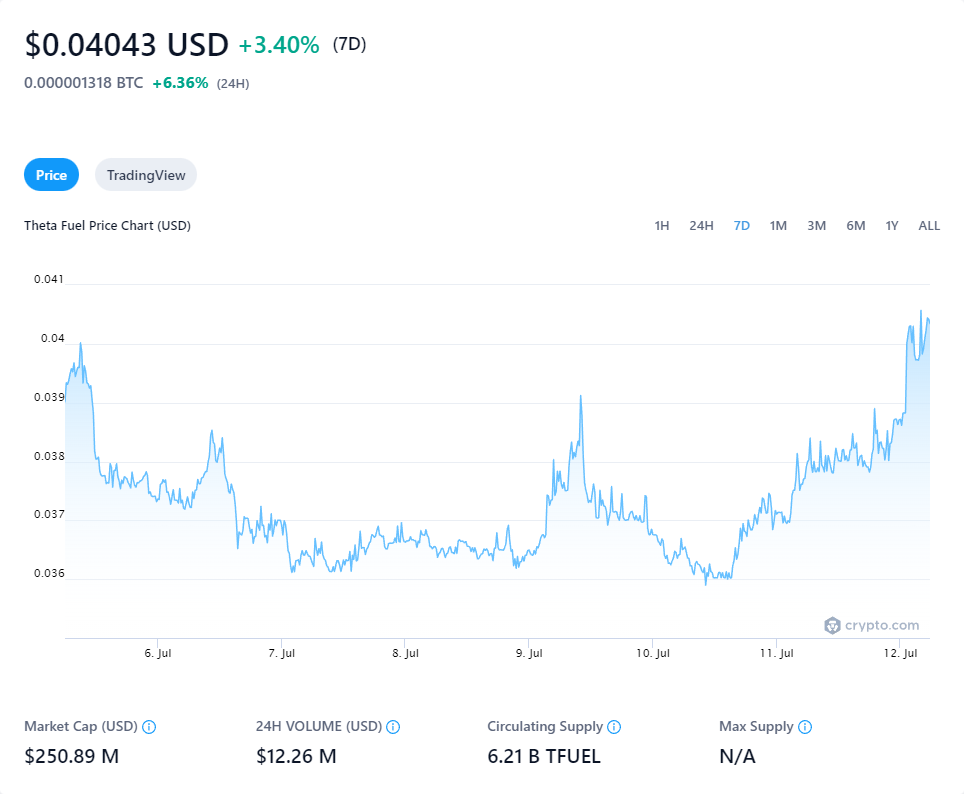 $0.04043 USD +3.40% (7D)
0.000001318 BTC +6.36% (24H)
Price TradingView
Theta Fuel Price Chart (USD) 1H 24H 7D 1M 3M 6M 1Y ALL
0.041
0.04
0.039
0.038
0.037
0.036
crypto.com
6. Jul 7. Jul 8. Jul 9. Jul 10. Jul 11. Jul 12. Jul
Market Cap (USD) 24H VOLUME (USD) Circulating Supply Max Supply
$250.89 M $12.26 M 6.21 B TFUEL N/A